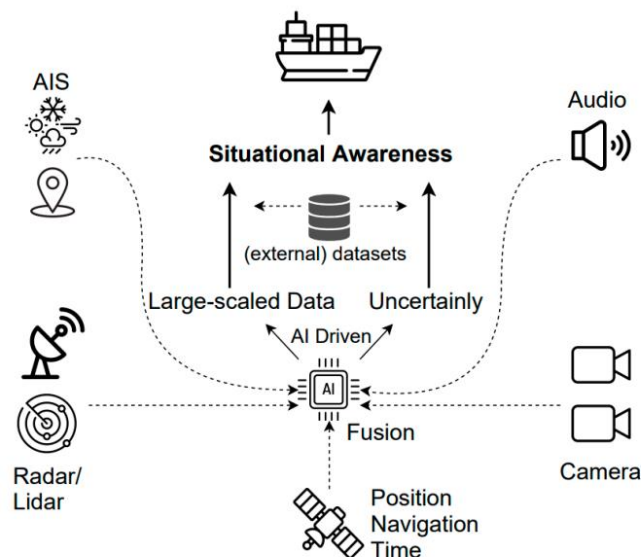 AIS
Audio
Situational Awareness
(external) datasets
Large-scaled Data
Uncertainly
AI Driven
AI
Fusion
Radar/
Lidar
Camera
Position
Navigation
Time